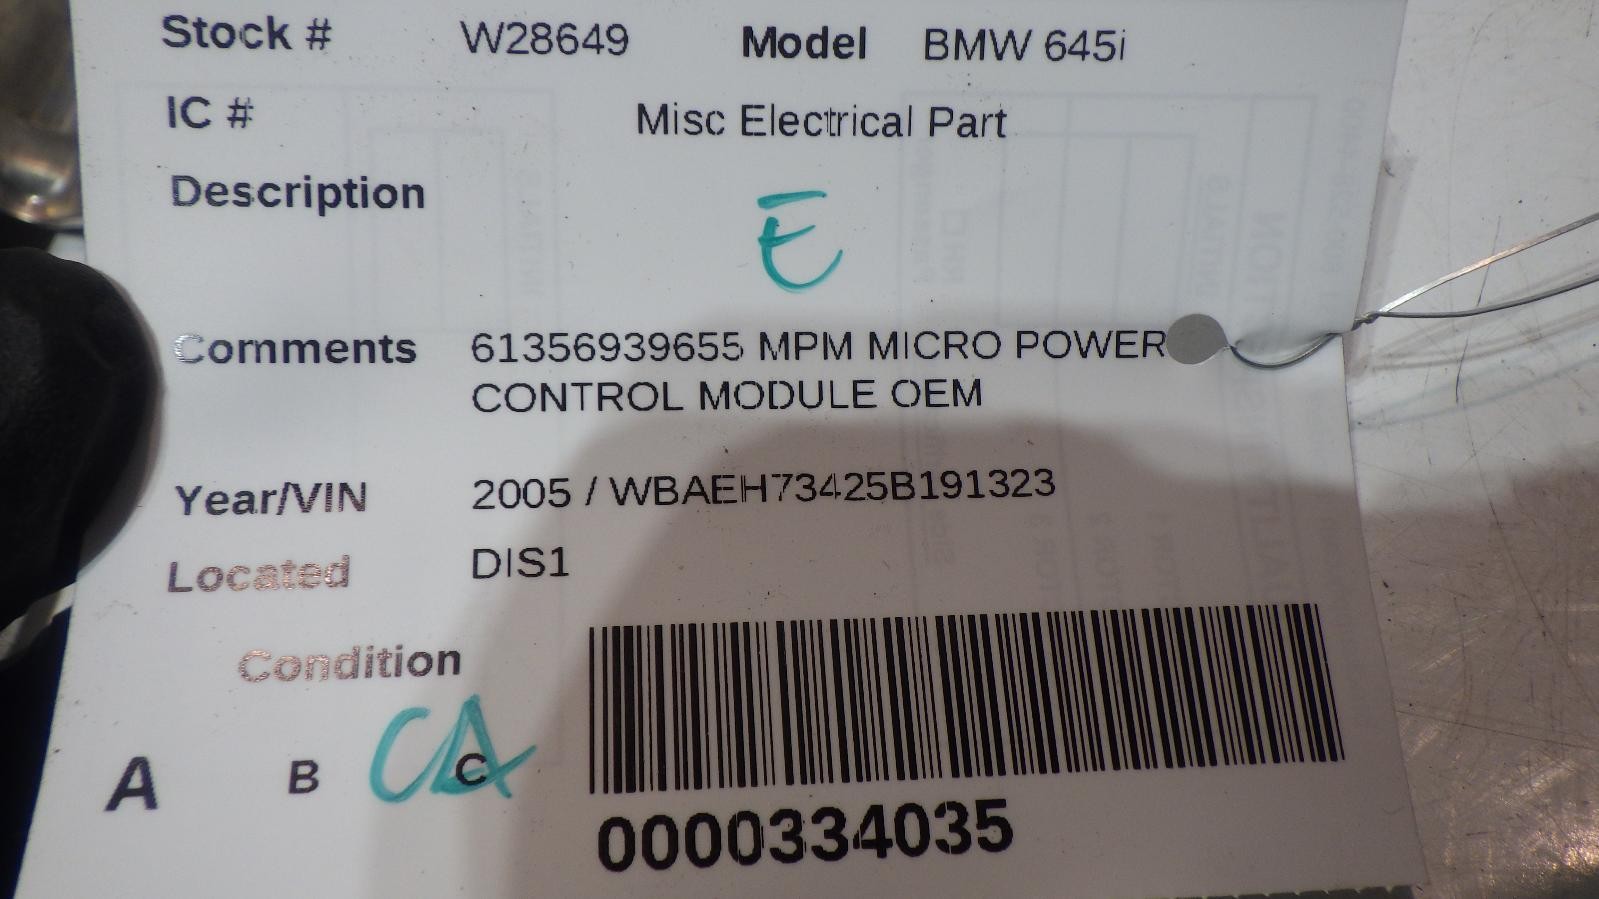 Stock # W28649 Model BMW 645i
IC # Misc Electrical Part
Description
E
Comments 61356939655 MPM MICRO POWER
CONTROL MODULE OEM
Year/VIN 2005 / WBAEH73425B191323
Located DIS1
Condition
CA
A B C
0000334035